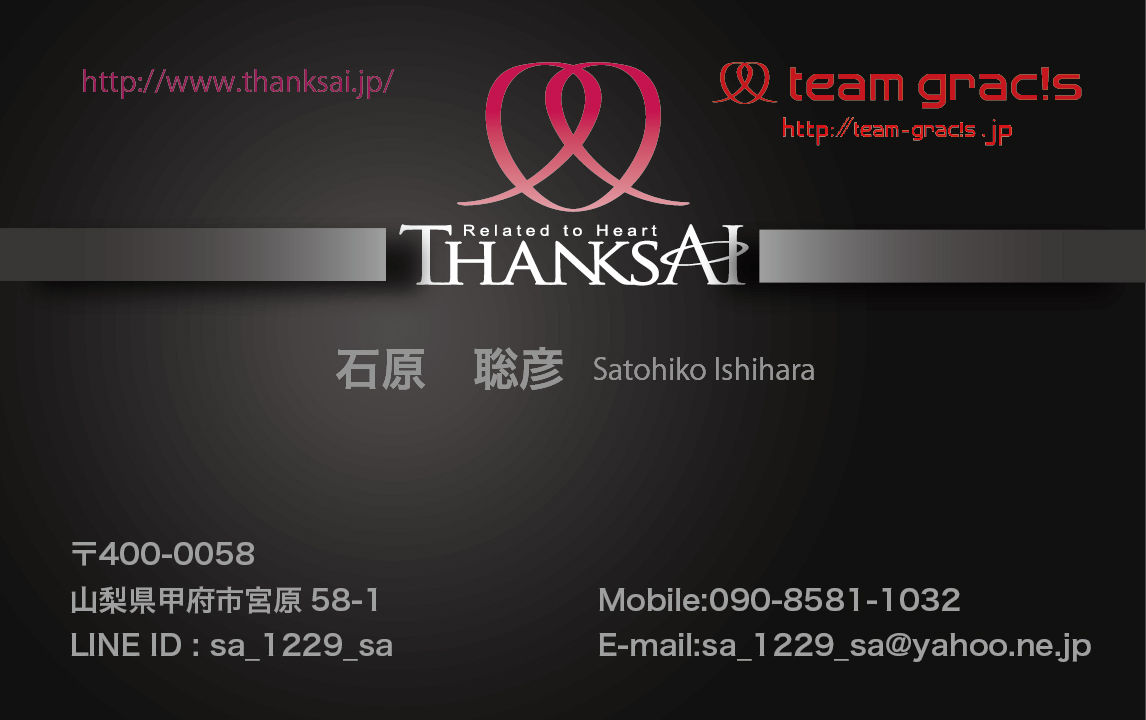 http://www.thanksai.jp/
team grac!s
http://team-grac!s.jp
Related to Heart
THANKSAI
石原　聡彦 Satohiko Ishihara
〒400-0058
山梨県甲府市宮原 58-1
LINE ID : sa_1229_sa
Mobile:090-8581-1032
E-mail:sa_1229_sa@yahoo.ne.jp